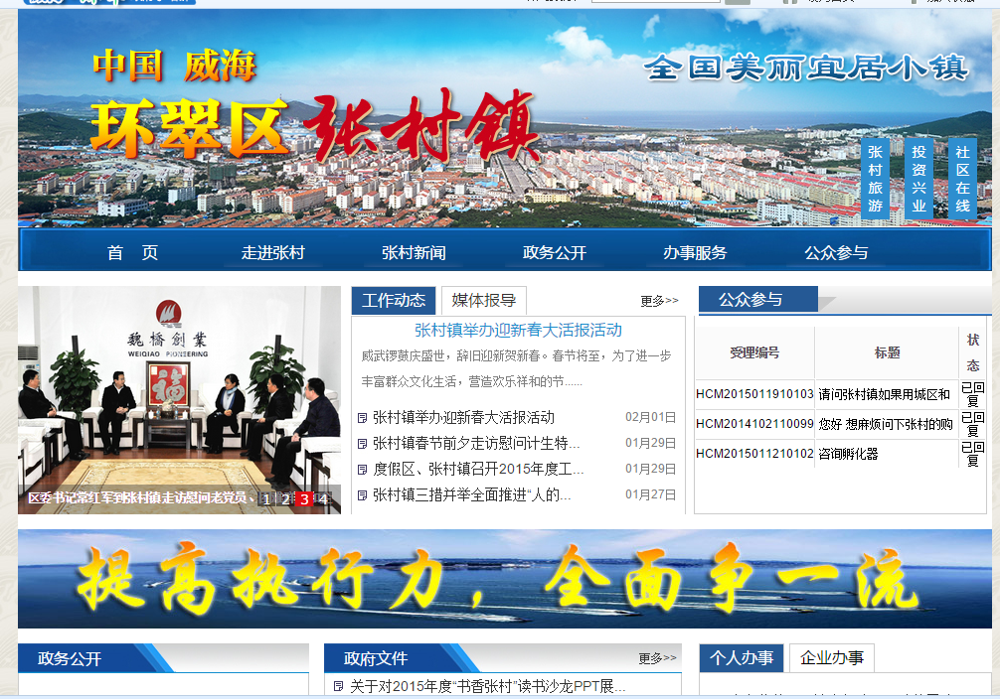 中国 威海
环翠区张村镇
全国美丽宜居小镇
张村旅游
投资兴业
社区在线
首 页 走进张村 张村新闻 政务公开 办事服务 公众参与
魏橋創業
WEIQIAO PIONEERING
福
区委书记常红军到张村镇走访慰问老党员、 1 2 3 4
工作动态 媒体报导 更多>>
张村镇举办迎新春大活报活动
威武锣鼓庆盛世，辞旧迎新贺新春。春节将至，为了进一步
丰富群众文化生活，营造欢乐祥和的节......
张村镇举办迎新春大活报活动 02月01日
张村镇春节前夕走访慰问计生特... 01月29日
度假区、张村镇召开2015年度工... 01月29日
张村镇三措并举全面推进“人的... 01月27日
公众参与
受理编号 标题 状态
HCM2015011910103 请问张村镇如果用城区和 已回复
HCM2014102110099 您好 想麻烦问下张村的购 已回复
HCM2015011210102 咨询孵化器 已回复
提高执行力，全面争一流
政务公开
政府文件 更多>>
关于对2015年度“书香张村”读书沙龙PPT展...
个人办事 企业办事